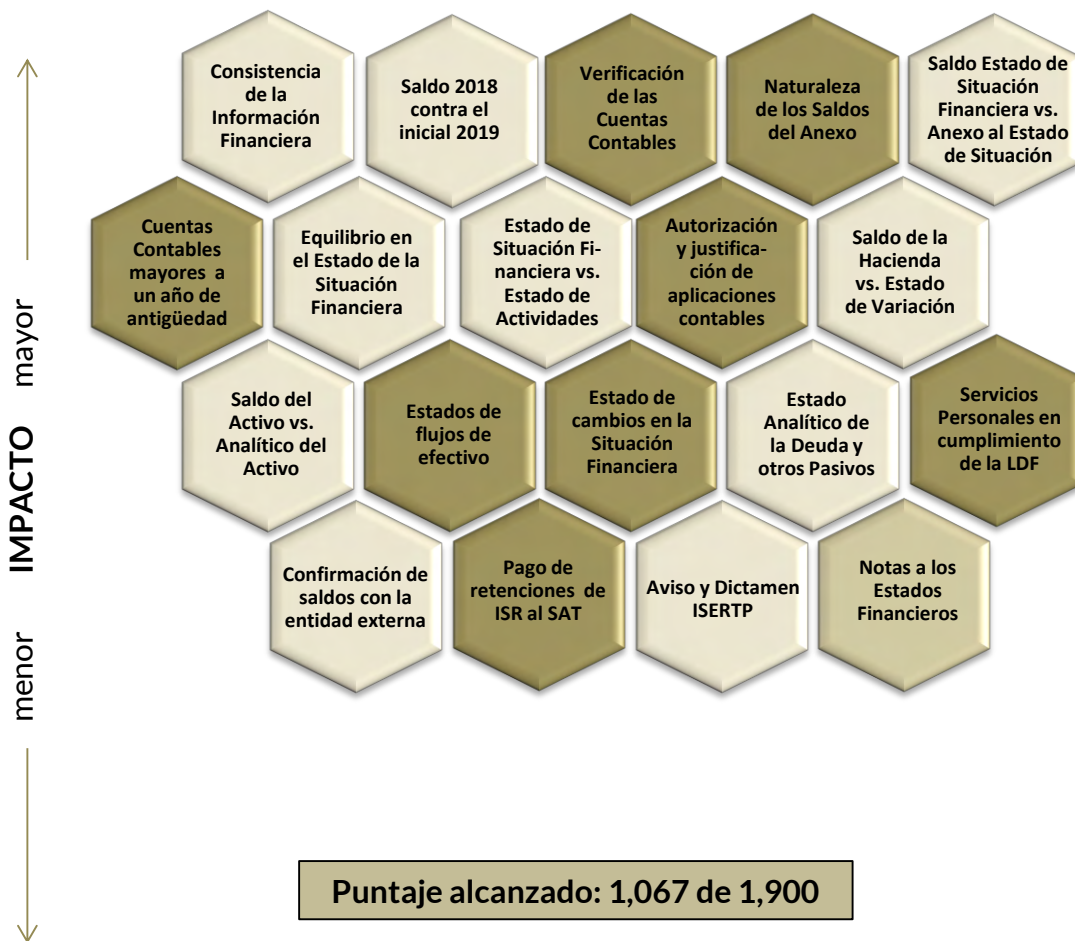 Consistencia
de la
Información
Financiera
Saldo 2018
contra el
inicial 2019
Verificación
de las
Cuentas
Contables
Naturaleza
de los Saldos
del Anexo
Saldo Estado de
Situación
Financiera vs.
Anexo al Estado
de Situación
Cuentas
Contables
mayores a
un año de
antigüedad
Equilibrio en
el Estado de la
Situación
Financiera
Estado de
Situación Fi-
nanciera vs.
Estado de
Actividades
Autorización
y justifica-
ción de
aplicaciones
contables
Saldo de la
Hacienda
vs. Estado
de Variación
Saldo del
Activo vs.
Analítico del
Activo
Estados de
flujos de
efectivo
Estado de
cambios en la
Situación
Financiera
Estado
Analítico de
la Deuda y
otros Pasivos
Servicios
Personales en
cumplimiento
de la LDF
Confirmación de
saldos con la
entidad externa
Pago de
retenciones de
ISR al SAT
Aviso y Dictamen
ISERTP
Notas a los
Estados
Financieros
menor IMPACTO mayor
Puntaje alcanzado: 1,067 de 1,900